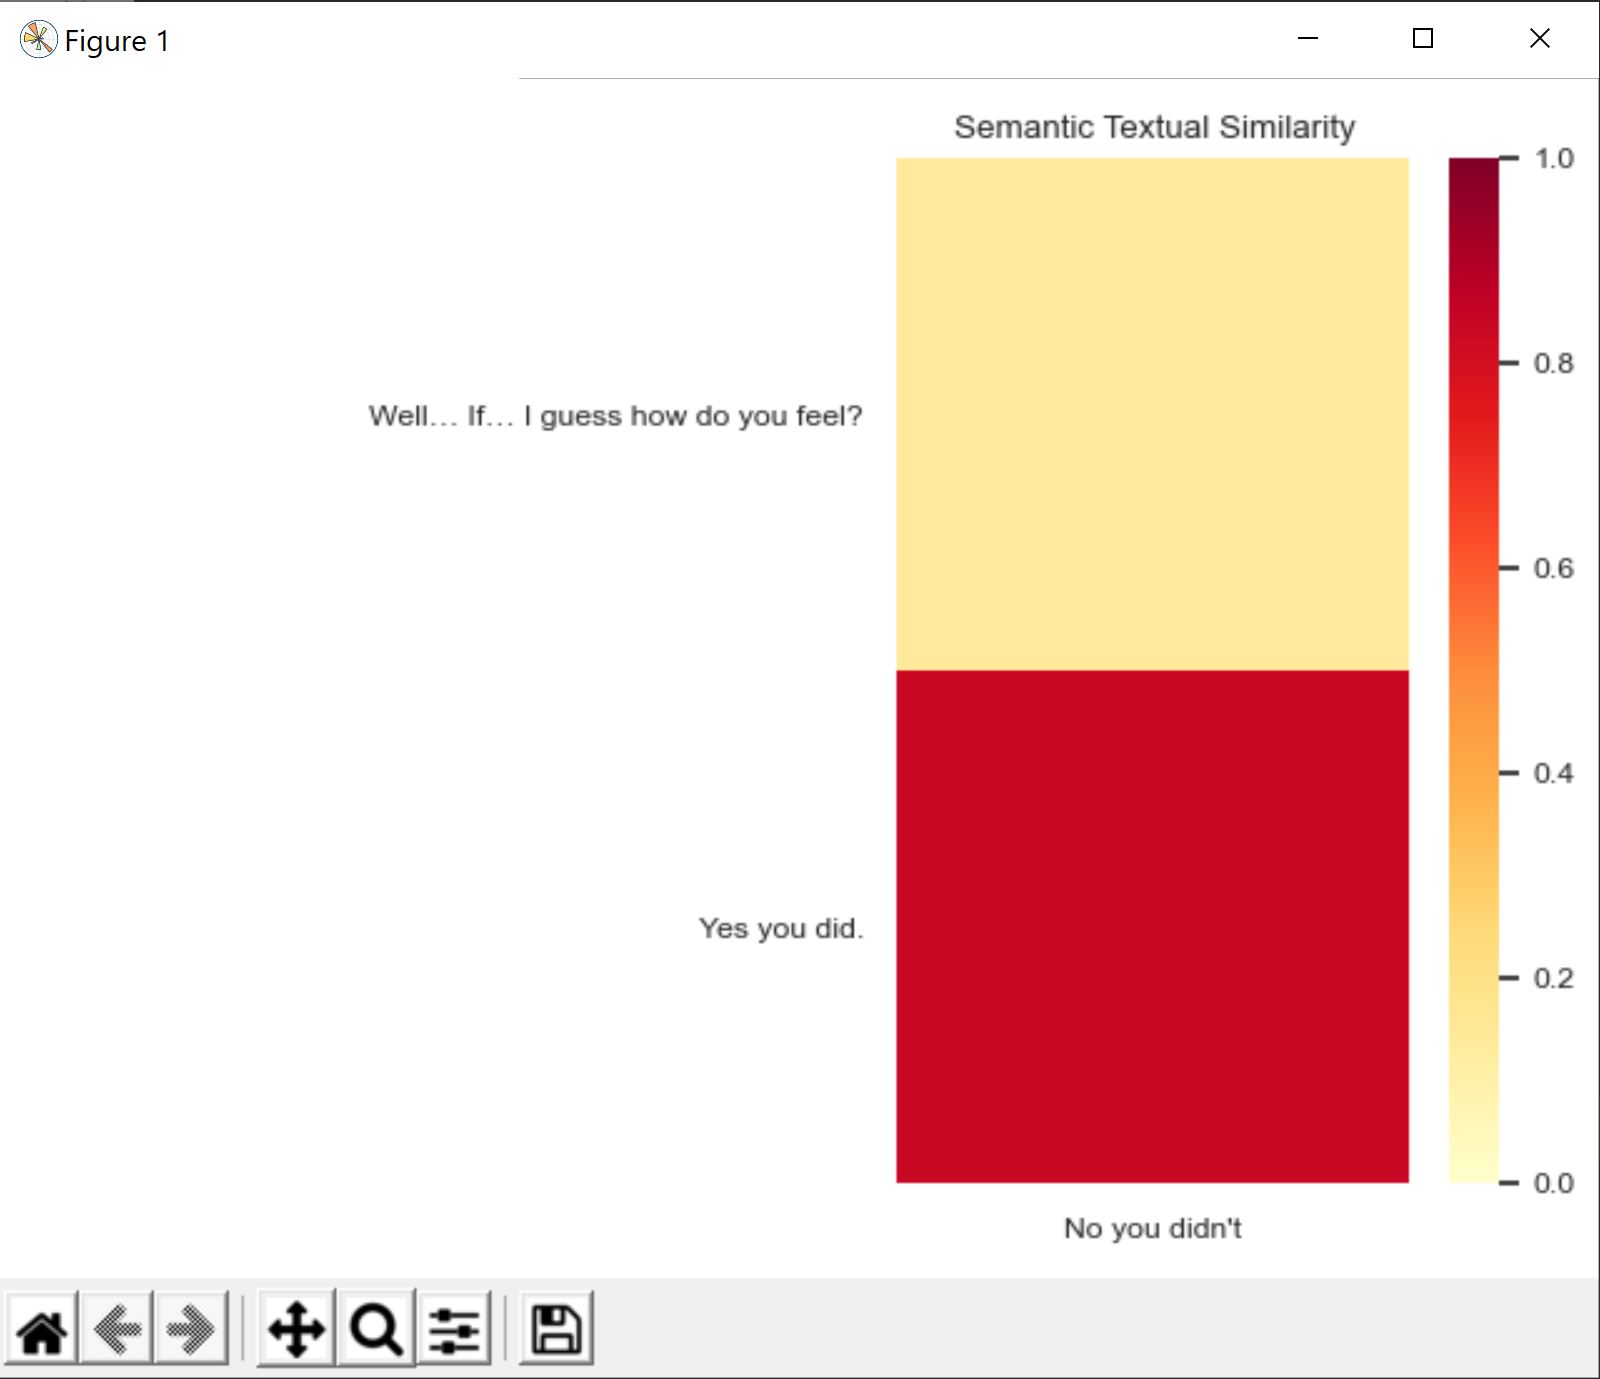 Figure 1
Semantic Textual Similarity
1.0
0.8
Well… If… I guess how do you feel?
0.6
0.4
Yes you did.
0.2
0.0
No you didn't